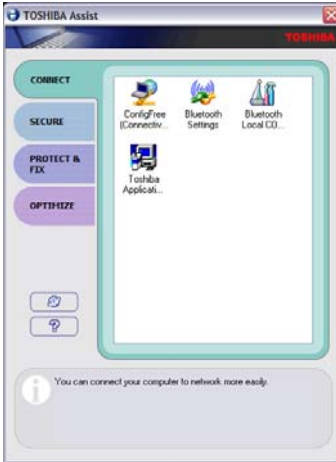 TOSHIBA Assist
TOSHIBA
CONNECT
SECURE
PROTECT &
FIX
OPTIMIZE
ConfigFree
(Connectiv...
Bluetooth
Settings
Bluetooth
Local CO...
Toshiba
Applicati...
?
i
You can connect your computer to network more easily.